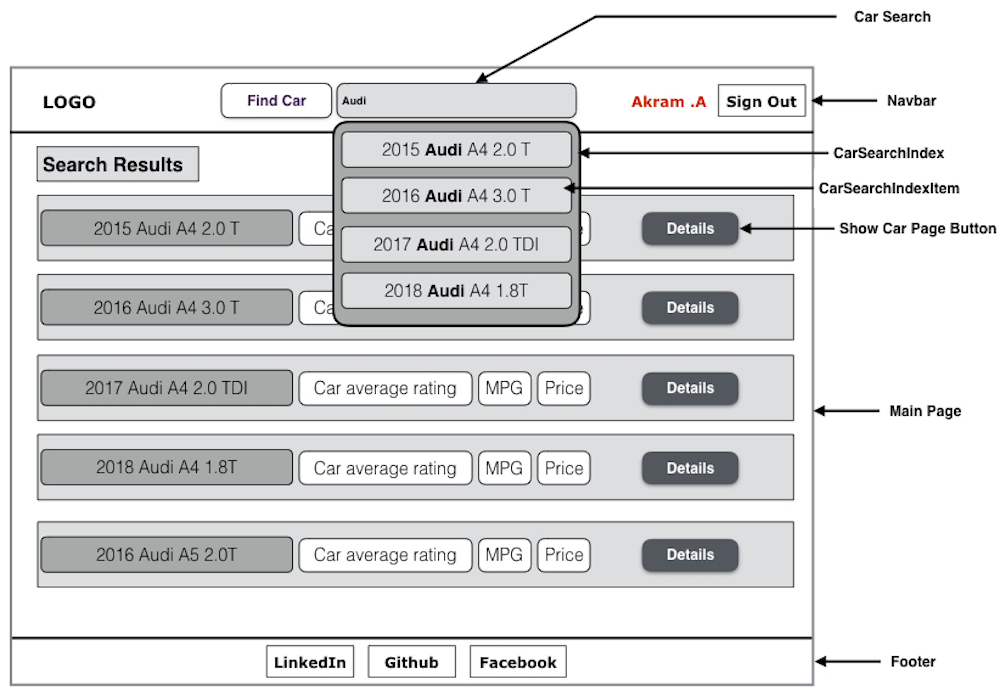 Car Search
LOGO
Find Car
Audi
Akram .A
Sign Out
Navbar
2015 Audi A4 2.0 T
CarSearchIndex
2016 Audi A4 3.0 T
CarSearchIndexItem
2017 Audi A4 2.0 TDI
2018 Audi A4 1.8T
Search Results
2015 Audi A4 2.0 T
Ca
e
Details
Show Car Page Button
2016 Audi A4 3.0 T
Ca
Details
2017 Audi A4 2.0 TDI
Car average rating
MPG
Price
Details
Main Page
2018 Audi A4 1.8T
Car average rating
MPG
Price
Details
2016 Audi A5 2.0T
Car average rating
MPG
Price
Details
LinkedIn
Github
Facebook
Footer